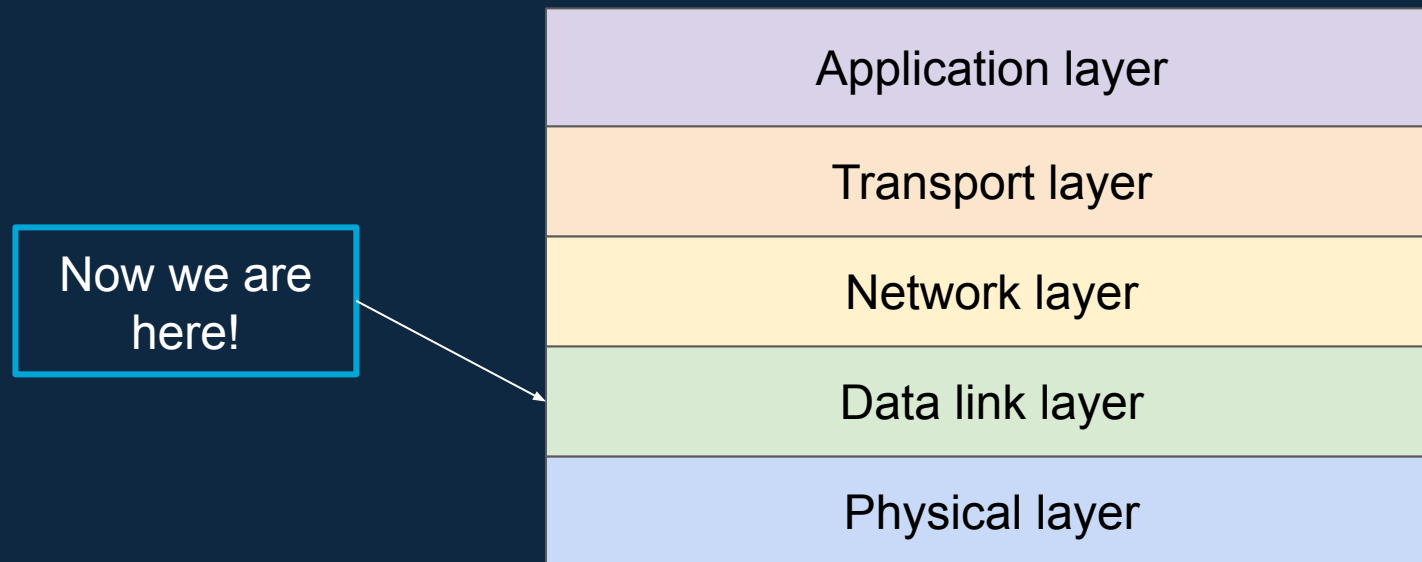 Application layer
Transport layer
Now we are
here!
Network layer
Data link layer
Physical layer